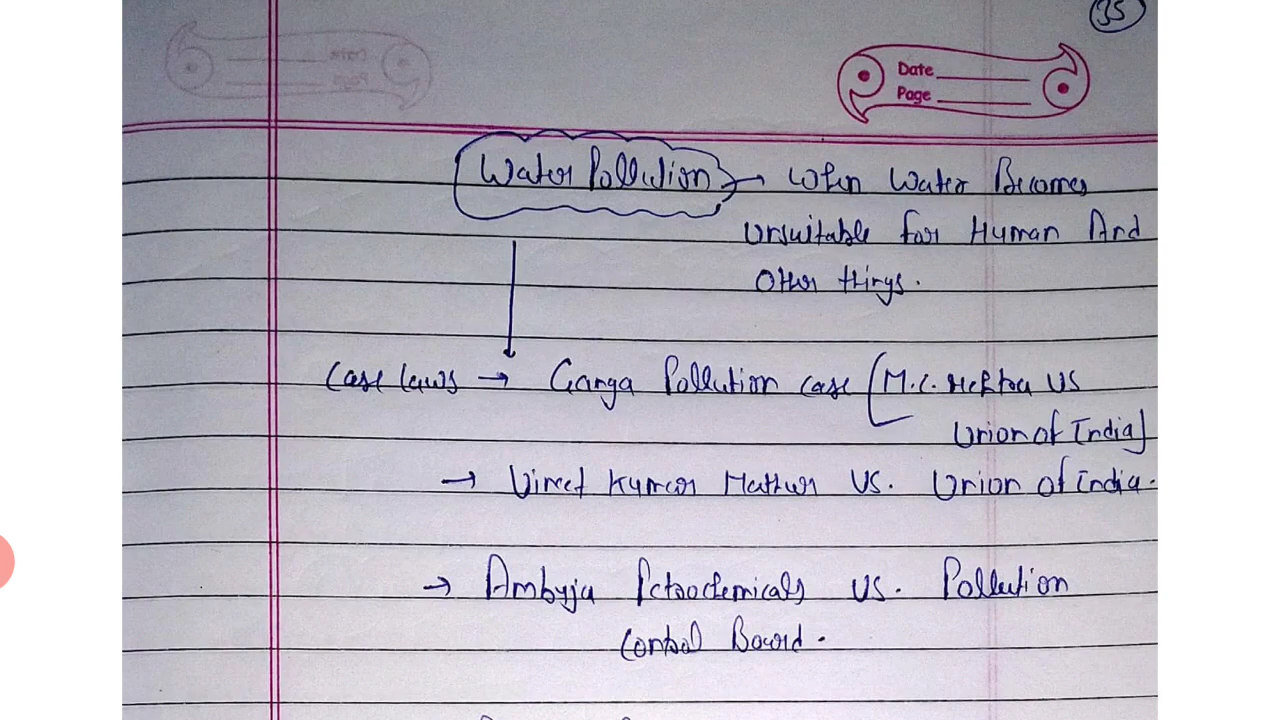 35
Date
Page
Water Pollution → When Water Becomes
Unsuitable for Human And
Other things.
Case laws → Ganga Pollution case [M.C. Mehta VS
Union of India]
→ Vineet Kumar Mathur VS. Union of India.
→ Ambuja Petrochemicals VS. Pollution
Control Board.